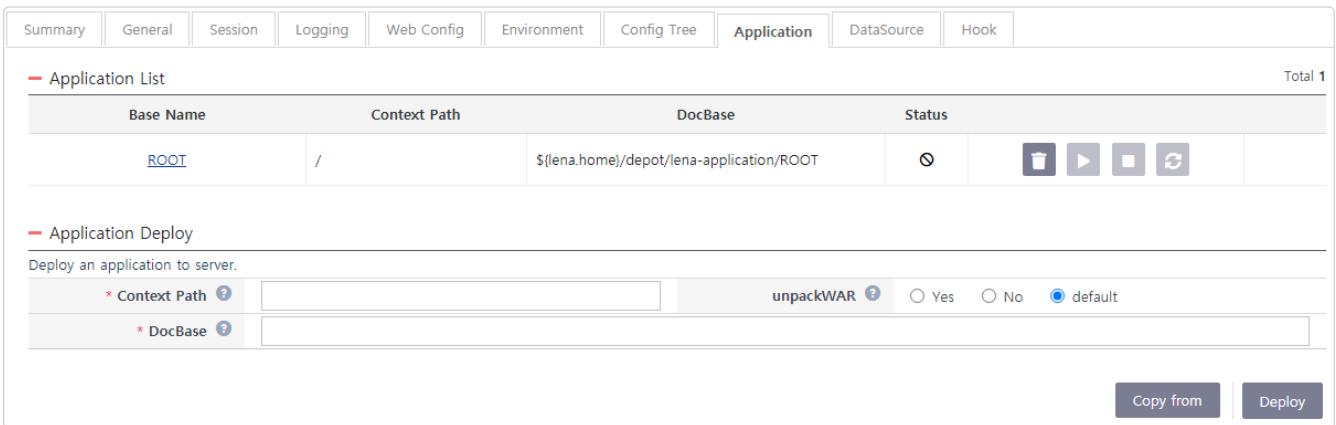 Summary General Session Logging Web Config Environment Config Tree Application DataSource Hook
Application List Total 1
Base Name Context Path DocBase Status
ROOT / ${lena.home}/depot/lena-application/ROOT
Application Deploy
Deploy an application to server.
* Context Path ? unpackWAR ? Yes No default
* DocBase ?
Copy from Deploy